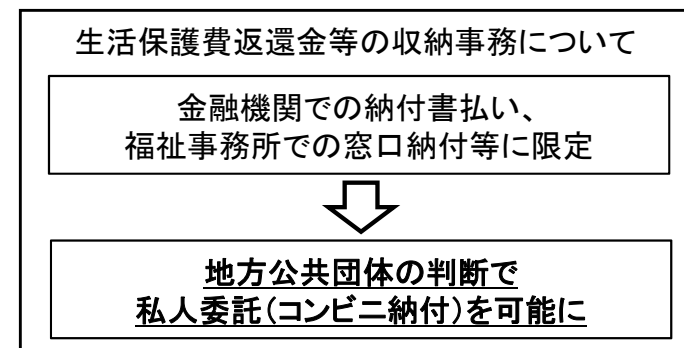 生活保護費返還金等の収納事務について
金融機関での納付書払い、
福祉事務所での窓口納付等に限定
地方公共団体の判断で
私人委託(コンビニ納付)を可能に